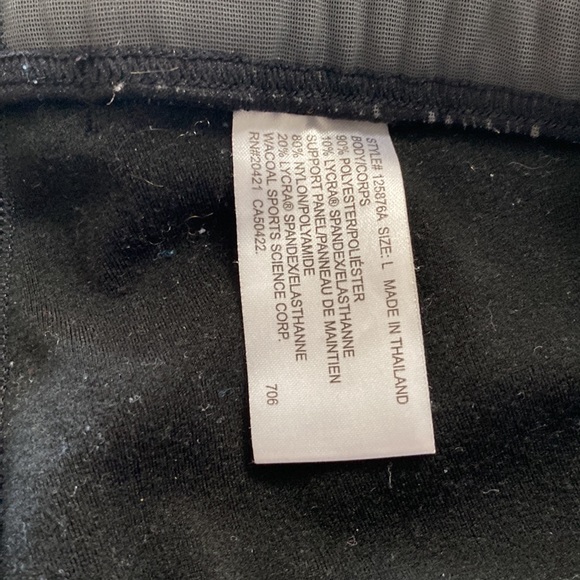 STYLE# 125876A SIZE: L MADE IN THAILAND
BODY/CORPS
90% POLYESTER/POLIÉSTER
10% LYCRA® SPANDEX/ELASTHANNE
SUPPORT PANEL/PANNEAU DE MAINTIEN
80% NYLON/POLYAMIDE
20% LYCRA® SPANDEX/ELASTHANNE
WACOAL SPORTS SCIENCE CORP.
RN#20421 CA50422 706